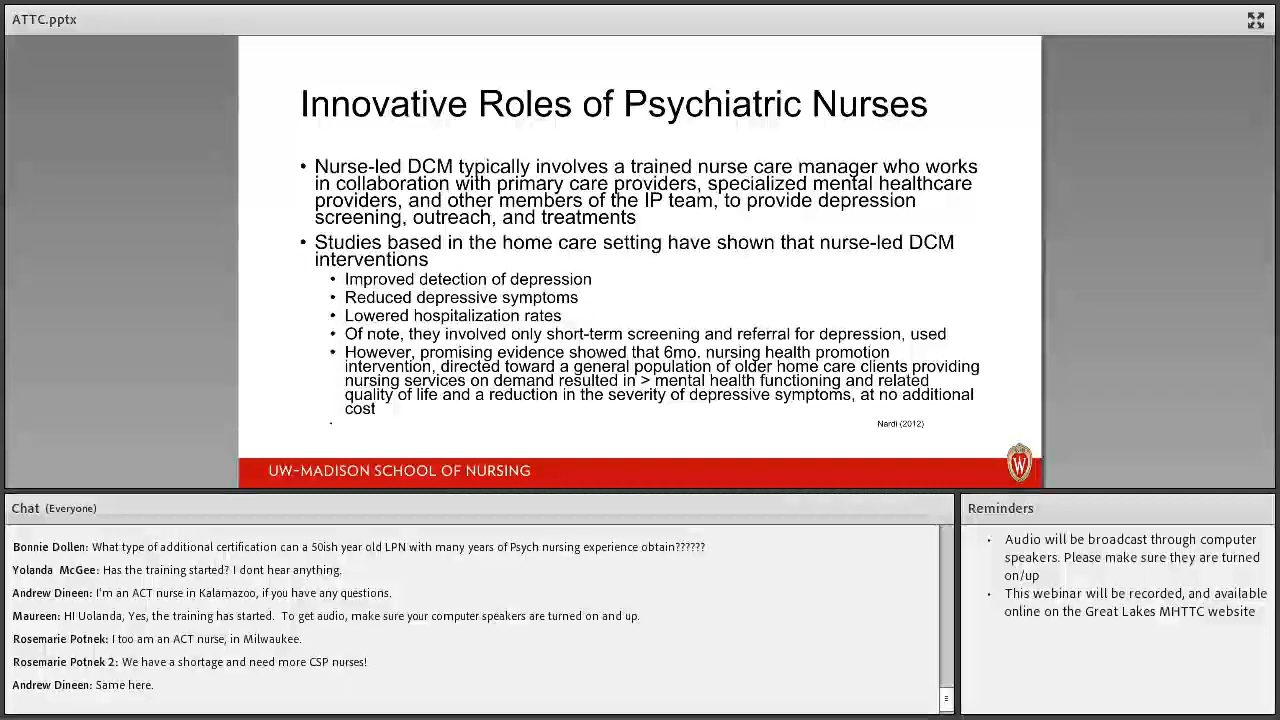 ATTC.pptx
Innovative Roles of Psychiatric Nurses
• Nurse-led DCM typically involves a trained nurse care manager who works
in collaboration with primary care providers, specialized mental healthcare
providers, and other members of the IP team, to provide depression
screening, outreach, and treatments
• Studies based in the home care setting have shown that nurse-led DCM
interventions
• Improved detection of depression
• Reduced depressive symptoms
• Lowered hospitalization rates
• Of note, they involved only short-term screening and referral for depression, used
• However, promising evidence showed that 6mo. nursing health promotion
intervention, directed toward a general population of older home care clients providing
nursing services on demand resulted in > mental health functioning and related
quality of life and a reduction in the severity of depressive symptoms, at no additional
cost
•
Nardi (2012)
UW-MADISON SCHOOL OF NURSING
W
Chat (Everyone)
Bonnie Dollen: What type of additional certification can a 50ish year old LPN with many years of Psych nursing experience obtain??????
Yolanda McGee: Has the training started? I dont hear anything.
Andrew Dineen: I'm an ACT nurse in Kalamazoo, if you have any questions.
Maureen: HI Uolanda, Yes, the training has started. To get audio, make sure your computer speakers are turned on and up.
Rosemarie Potnek: I too am an ACT nurse, in Milwaukee.
Rosemarie Potnek 2: We have a shortage and need more CSP nurses!
Andrew Dineen: Same here.
Reminders
• Audio will be broadcast through computer
speakers. Please make sure they are turned
on/up
• This webinar will be recorded, and available
online on the Great Lakes MHTTC website